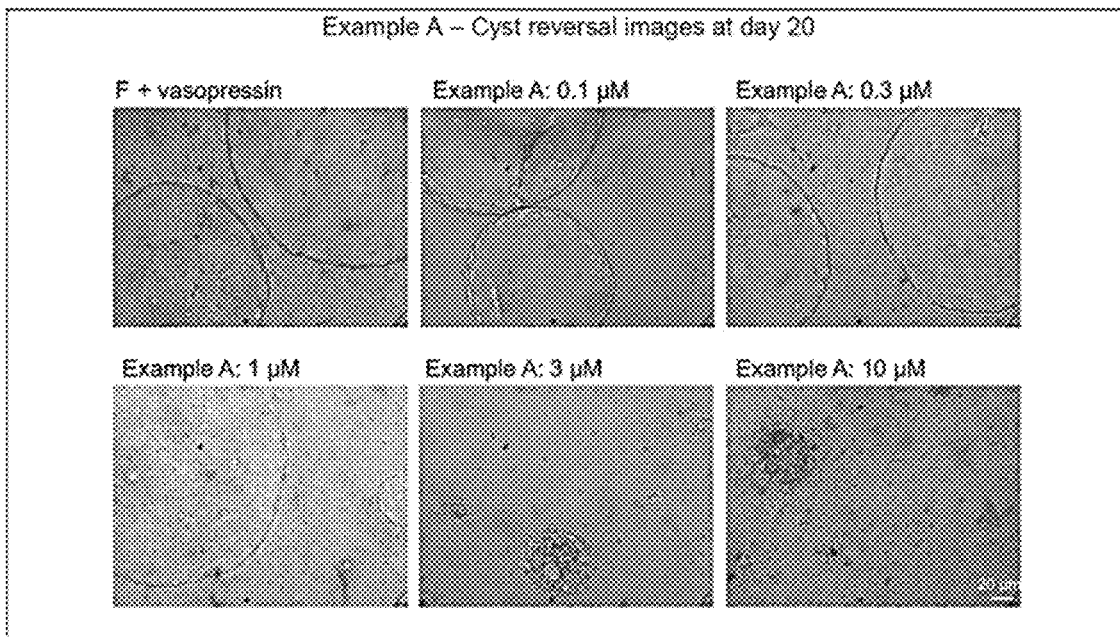 Example A – Cyst reversal images at day 20
F + vasopressin
Example A: 0.1 µM
Example A: 0.3 µM
Example A: 1 µM
Example A: 3 µM
Example A: 10 µM